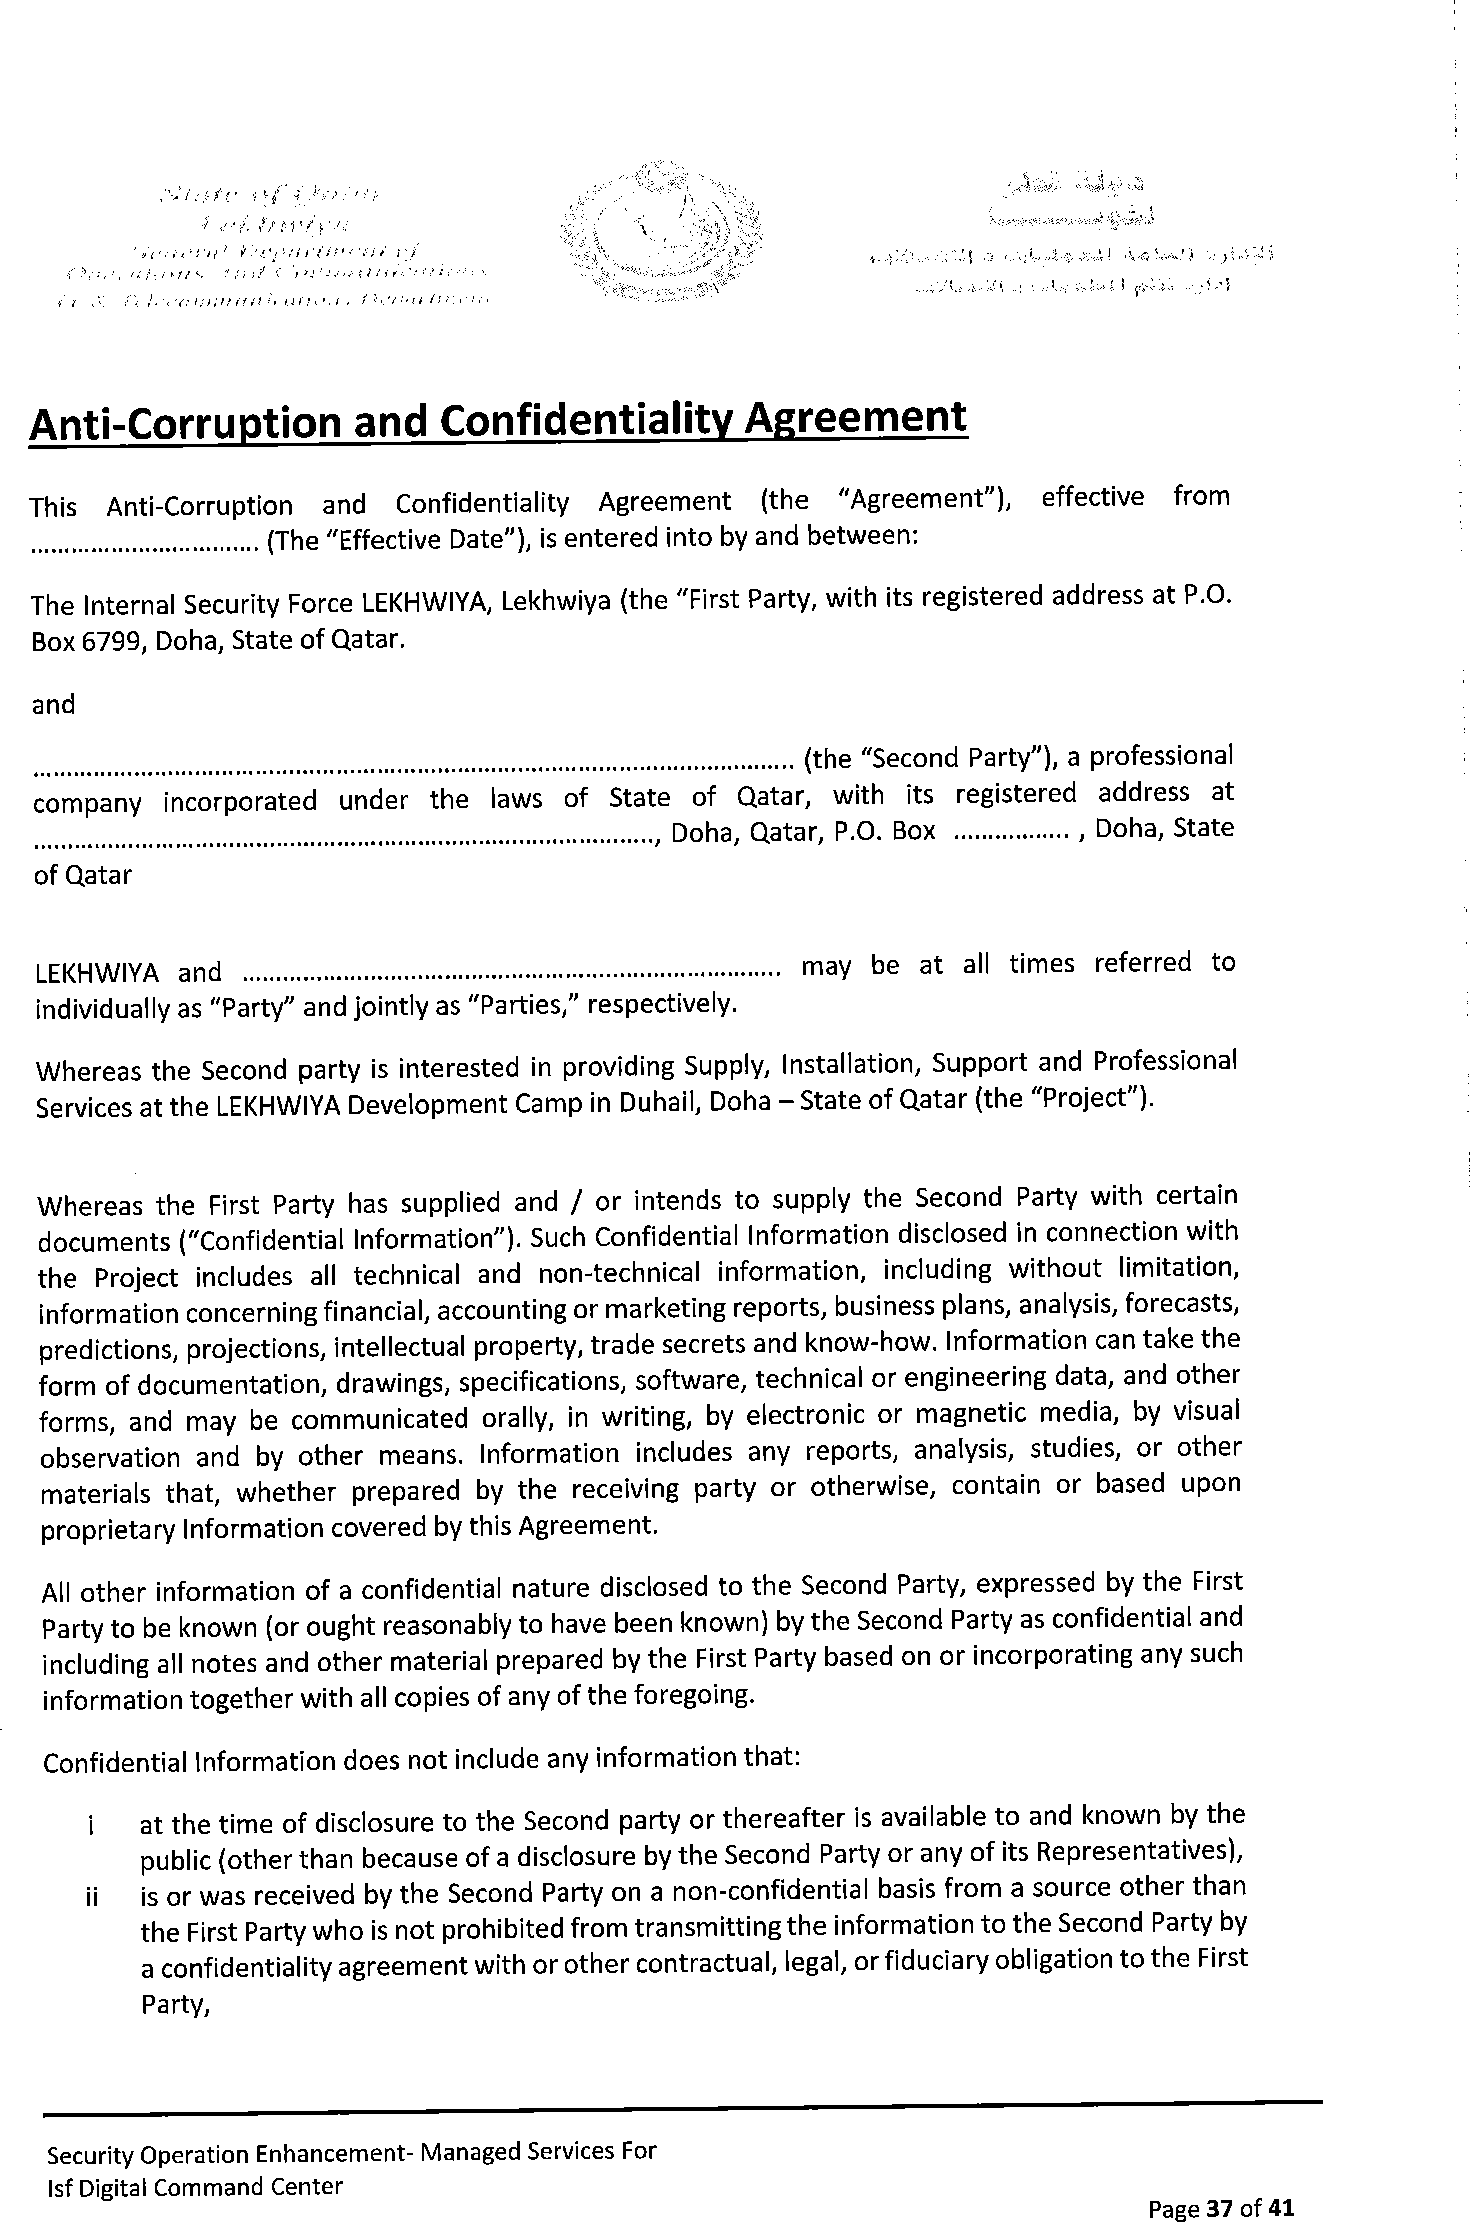 State of Qatar
Lekhwiya
General Department of
Operations and Communications
دولة قطر
لخويا
Anti-Corruption and Confidentiality Agreement
This Anti-Corruption and Confidentiality Agreement (the “Agreement”), effective from
.................................. (The “Effective Date”), is entered into by and between:
The Internal Security Force LEKHWIYA, Lekhwiya (the “First Party, with its registered address at P.O.
Box 6799, Doha, State of Qatar.
and
.................................................................................................................. (the “Second Party”), a professional
company incorporated under the laws of State of Qatar, with its registered address at
............................................................................................, Doha, Qatar, P.O. Box ................. , Doha, State
of Qatar
LEKHWIYA and ................................................................................ may be at all times referred to
individually as “Party” and jointly as “Parties,” respectively.
Whereas the Second party is interested in providing Supply, Installation, Support and Professional
Services at the LEKHWIYA Development Camp in Duhail, Doha – State of Qatar (the “Project”).
Whereas the First Party has supplied and / or intends to supply the Second Party with certain
documents (“Confidential Information”). Such Confidential Information disclosed in connection with
the Project includes all technical and non-technical information, including without limitation,
information concerning financial, accounting or marketing reports, business plans, analysis, forecasts,
predictions, projections, intellectual property, trade secrets and know-how. Information can take the
form of documentation, drawings, specifications, software, technical or engineering data, and other
forms, and may be communicated orally, in writing, by electronic or magnetic media, by visual
observation and by other means. Information includes any reports, analysis, studies, or other
materials that, whether prepared by the receiving party or otherwise, contain or based upon
proprietary Information covered by this Agreement.
All other information of a confidential nature disclosed to the Second Party, expressed by the First
Party to be known (or ought reasonably to have been known) by the Second Party as confidential and
including all notes and other material prepared by the First Party based on or incorporating any such
information together with all copies of any of the foregoing.
Confidential Information does not include any information that:
i at the time of disclosure to the Second party or thereafter is available to and known by the
public (other than because of a disclosure by the Second Party or any of its Representatives),
ii is or was received by the Second Party on a non-confidential basis from a source other than
the First Party who is not prohibited from transmitting the information to the Second Party by
a confidentiality agreement with or other contractual, legal, or fiduciary obligation to the First
Party,
Security Operation Enhancement- Managed Services For
Isf Digital Command Center
Page 37 of 41